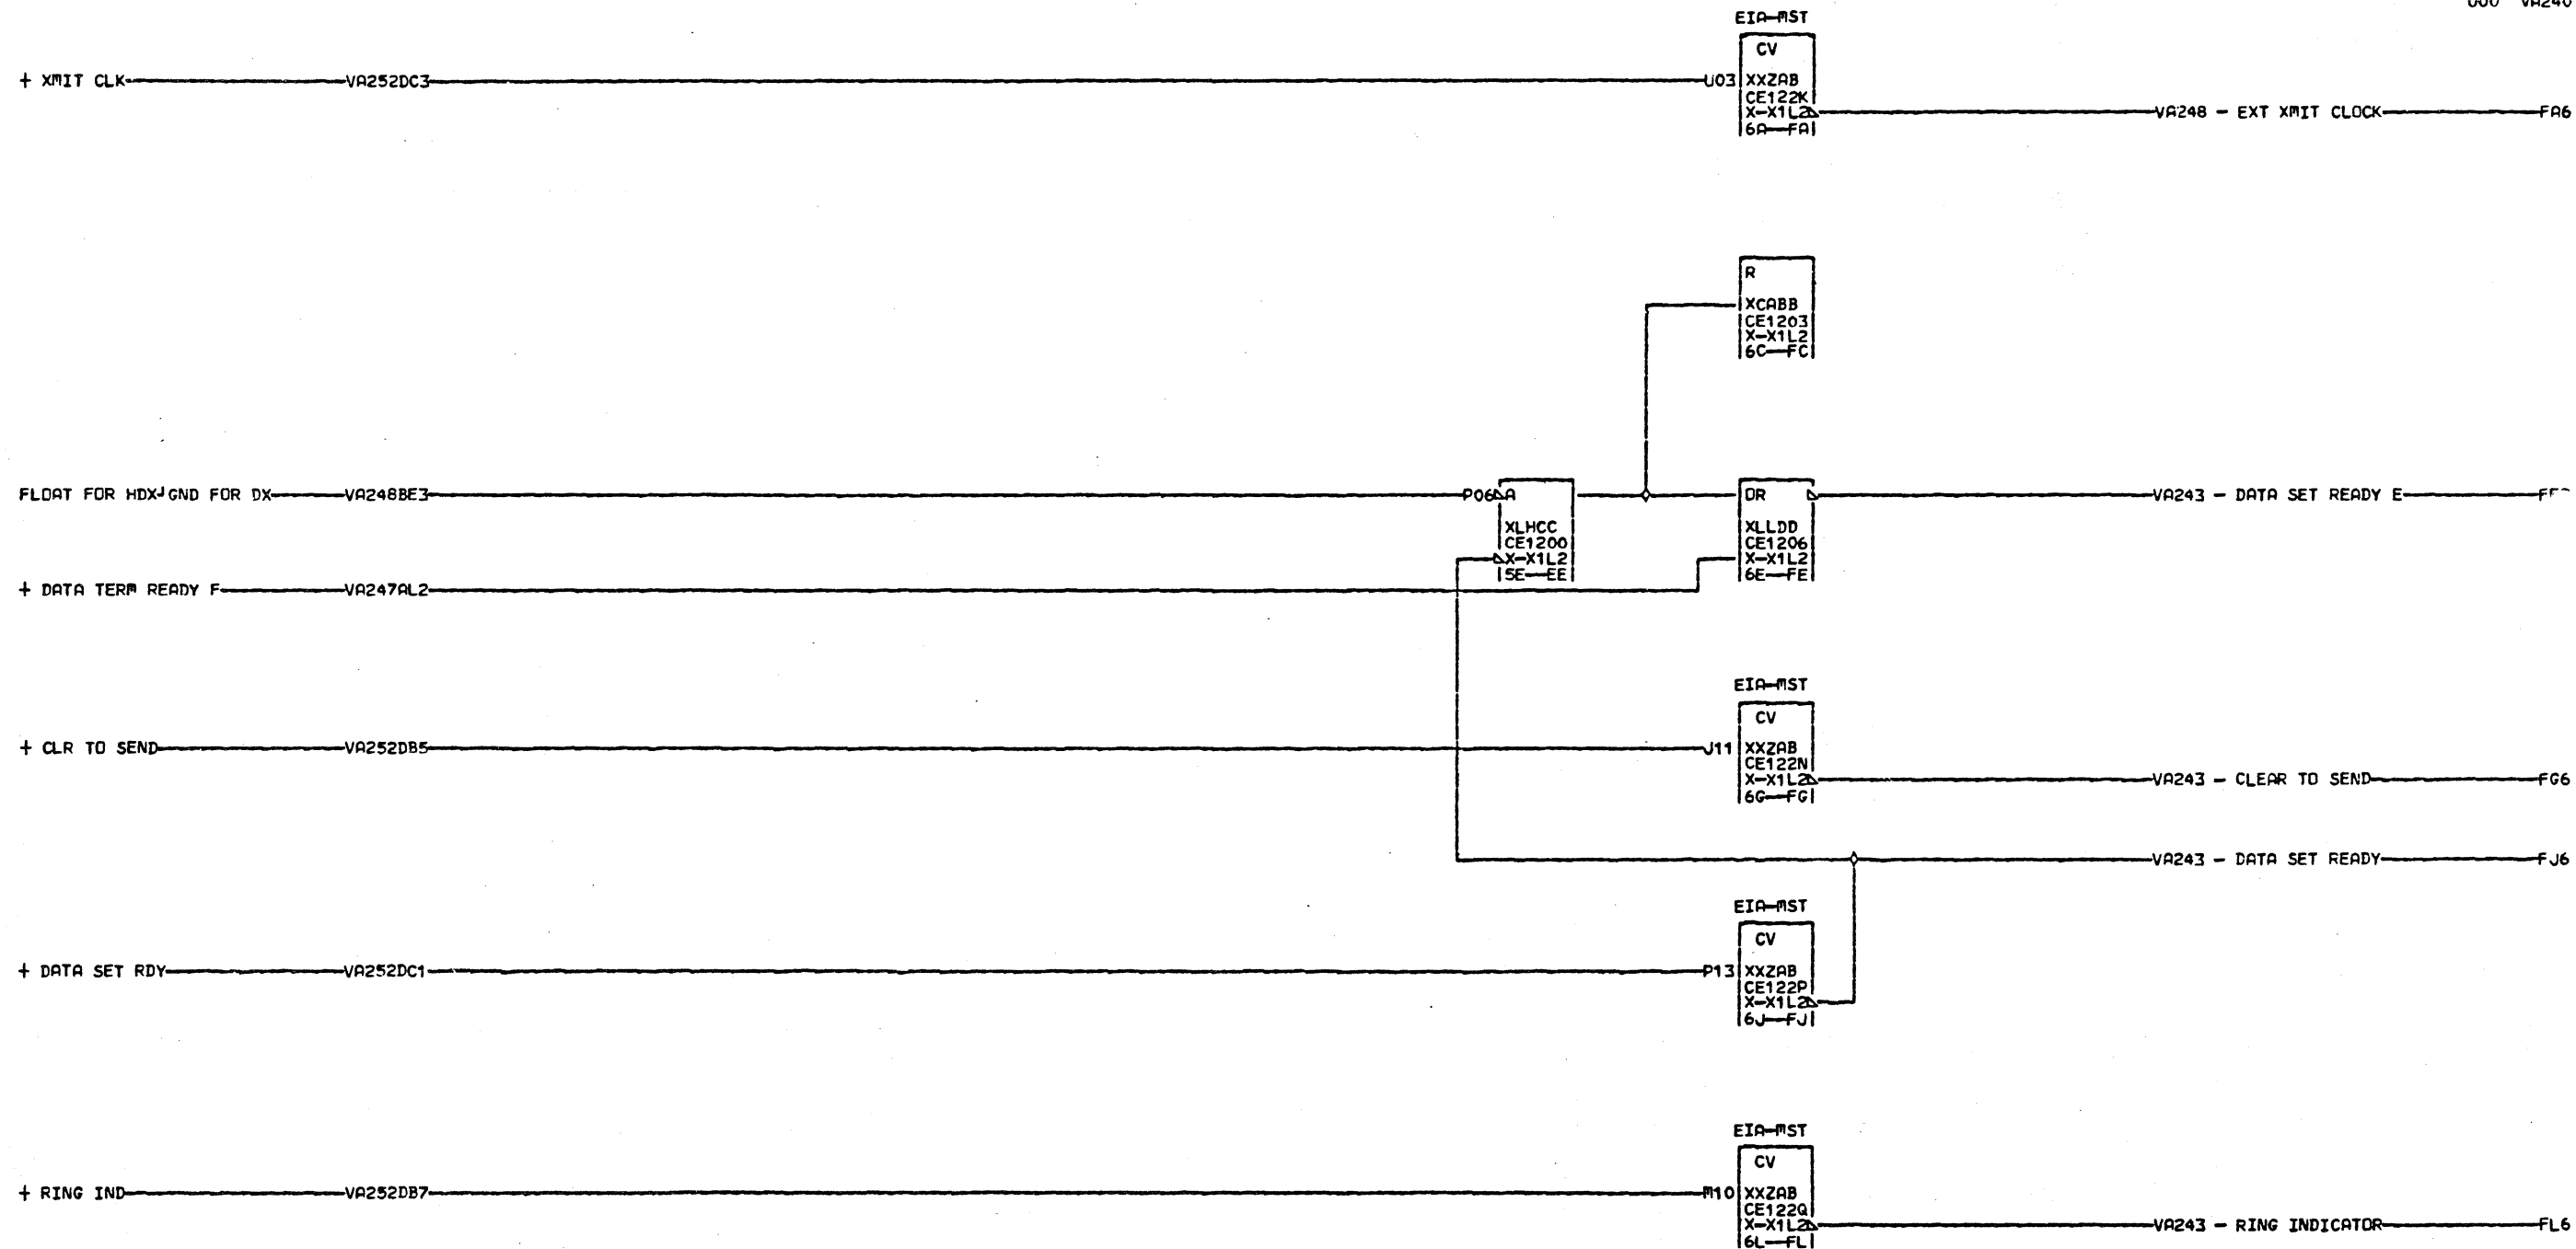 EIA-MST
CV
+ XMIT CLK VA252DC3 U03 XXZAB
CE122K
X-X1L2 VA248 - EXT XMIT CLOCK FA6
6A-FA
R
XCABB
CE1203
X-X1L2
6C-FC
FLOAT FOR HDX GND FOR DX VA248BE3 P06 A OR VA243 - DATA SET READY E
XLHCC XLLDD
CE1200 CE1206
X-X1L2 X-X1L2
5E-EE 6E-FE
+ DATA TERM READY F VA247AL2
EIA-MST
CV
+ CLR TO SEND VA252DB5 J11 XXZAB
CE122N
X-X1L2 VA243 - CLEAR TO SEND FG6
6G-FG
VA243 - DATA SET READY FJ6
EIA-MST
CV
+ DATA SET RDY VA252DC1 P13 XXZAB
CE122P
X-X1L2
6J-FJ
EIA-MST
CV
+ RING IND VA252DB7 M10 XXZAB
CE122Q
X-X1L2 VA243 - RING INDICATOR FL6
6L-FL